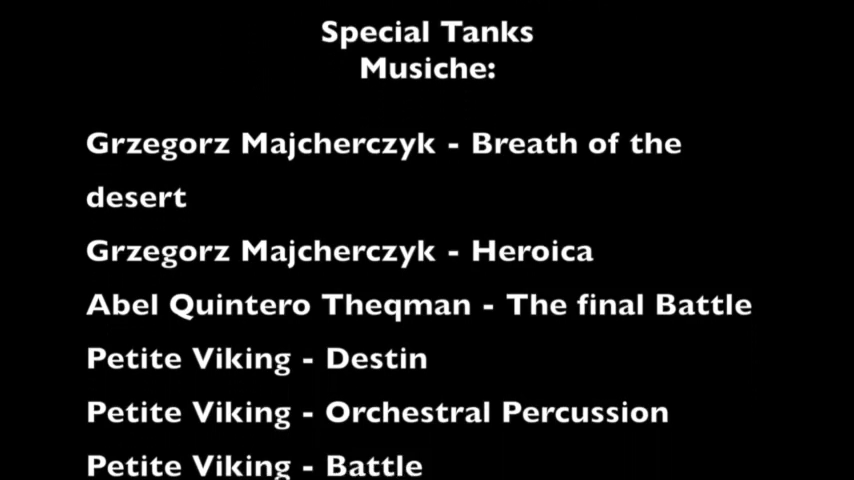 Special Tanks
Musiche:
Grzegorz Majcherczyk - Breath of the
desert
Grzegorz Majcherczyk - Heroica
Abel Quintero Theqman - The final Battle
Petite Viking - Destin
Petite Viking - Orchestral Percussion
Petite Viking - Battle